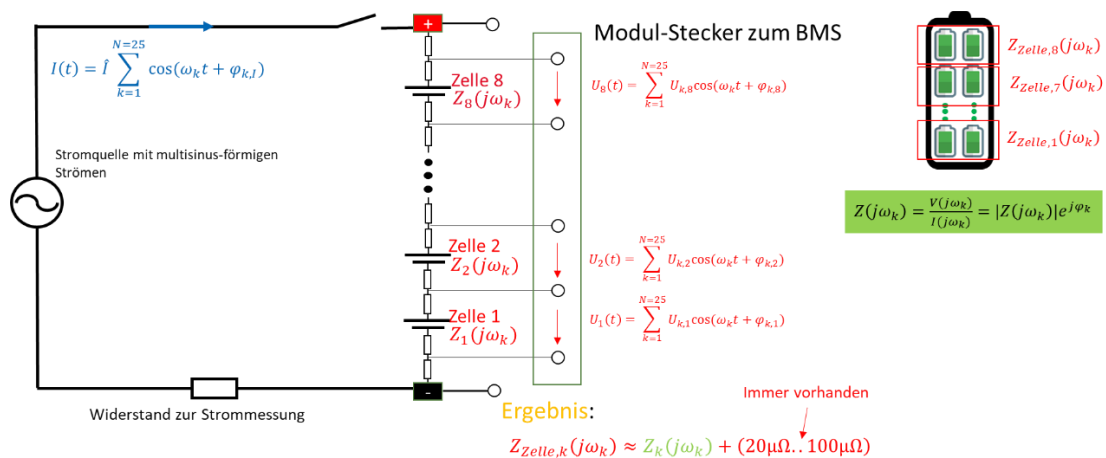 I(t) = Î ∑_{k=1}^{N=25} cos(ω_k t + φ_{k,I})
Stromquelle mit multisinus-förmigen
Strömen
Widerstand zur Strommessung
+
Zelle 8
Z_8(jω_k)
Zelle 2
Z_2(jω_k)
Zelle 1
Z_1(jω_k)
-
Modul-Stecker zum BMS
U_8(t) = ∑_{k=1}^{N=25} U_{k,8} cos(ω_k t + φ_{k,8})
U_2(t) = ∑_{k=1}^{N=25} U_{k,2} cos(ω_k t + φ_{k,2})
U_1(t) = ∑_{k=1}^{N=25} U_{k,1} cos(ω_k t + φ_{k,1})
Z_{Zelle,8}(jω_k)
Z_{Zelle,7}(jω_k)
Z_{Zelle,1}(jω_k)
Z(jω_k) = V(jω_k)/I(jω_k) = |Z(jω_k)|e^{jφ_k}
Immer vorhanden
Ergebnis:
Z_{Zelle,k}(jω_k) ≈ Z_k(jω_k) + (20µΩ..100µΩ)